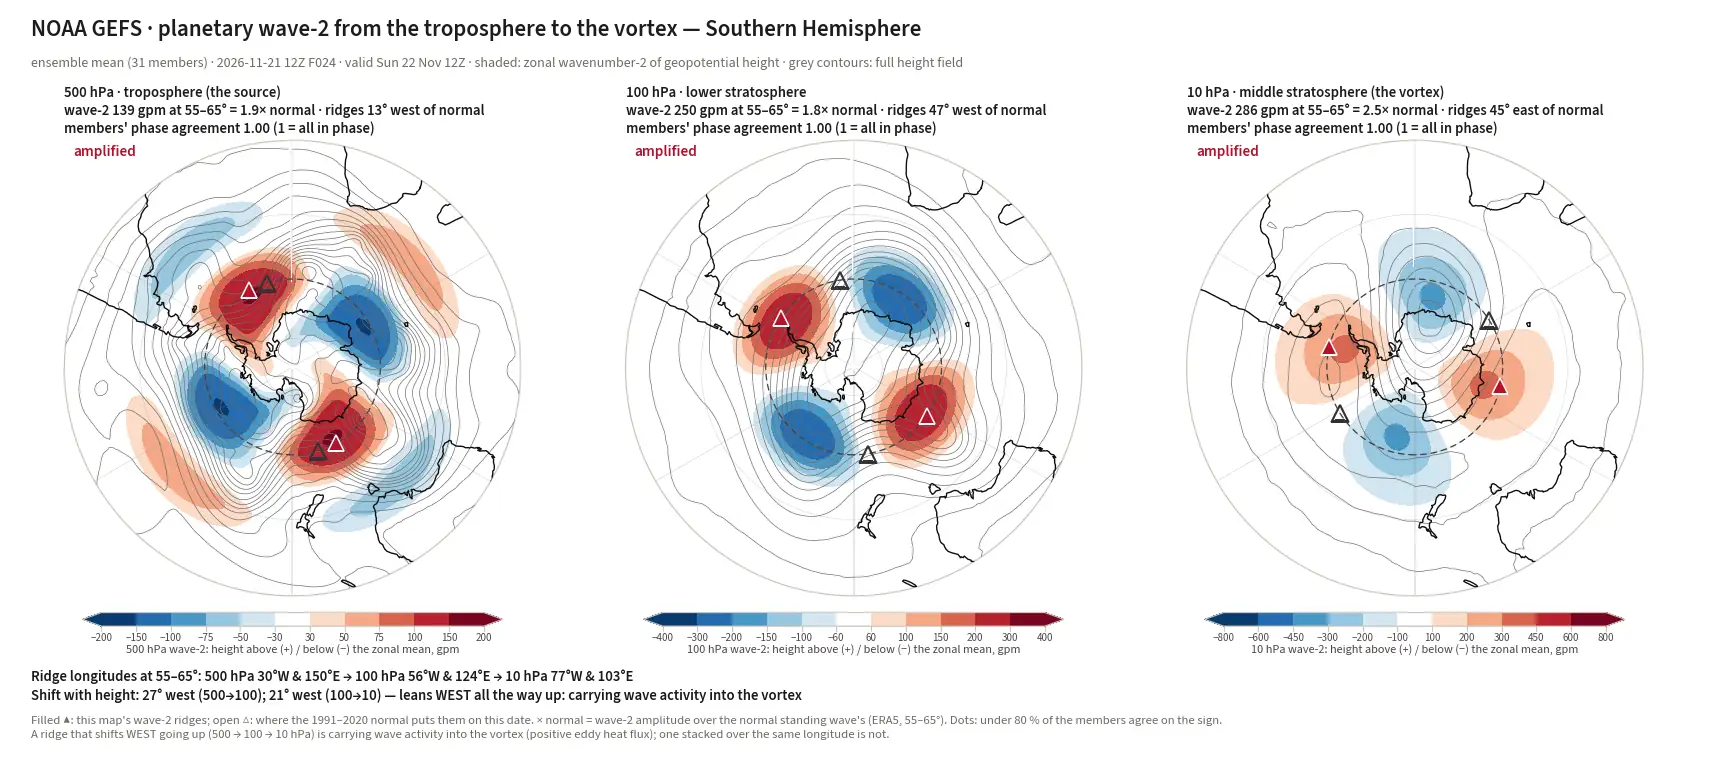 NOAA GEFS · planetary wave-2 from the troposphere to the vortex — Southern Hemisphere
ensemble mean (31 members) · 2026-11-21 12Z F024 · valid Sun 22 Nov 12Z · shaded: zonal wavenumber-2 of geopotential height · grey contours: full height field
500 hPa · troposphere (the source)
wave-2 139 gpm at 55–65° = 1.9× normal · ridges 13° west of normal
members' phase agreement 1.00 (1 = all in phase)
amplified
100 hPa · lower stratosphere
wave-2 250 gpm at 55–65° = 1.8× normal · ridges 47° west of normal
members' phase agreement 1.00 (1 = all in phase)
amplified
10 hPa · middle stratosphere (the vortex)
wave-2 286 gpm at 55–65° = 2.5× normal · ridges 45° east of normal
members' phase agreement 1.00 (1 = all in phase)
amplified
−200 −150 −100 −75 −50 −30 30 50 75 100 150 200
500 hPa wave-2: height above (+) / below (−) the zonal mean, gpm
−400 −300 −200 −150 −100 −60 60 100 150 200 300 400
100 hPa wave-2: height above (+) / below (−) the zonal mean, gpm
−800 −600 −450 −300 −200 −100 100 200 300 450 600 800
10 hPa wave-2: height above (+) / below (−) the zonal mean, gpm
Ridge longitudes at 55–65°: 500 hPa 30°W & 150°E → 100 hPa 56°W & 124°E → 10 hPa 77°W & 103°E
Shift with height: 27° west (500→100); 21° west (100→10) — leans WEST all the way up: carrying wave activity into the vortex
Filled ▲: this map's wave-2 ridges; open △: where the 1991–2020 normal puts them on this date. × normal = wave-2 amplitude over the normal standing wave's (ERA5, 55–65°). Dots: under 80 % of the members agree on the sign.
A ridge that shifts WEST going up (500 → 100 → 10 hPa) is carrying wave activity into the vortex (positive eddy heat flux); one stacked over the same longitude is not.